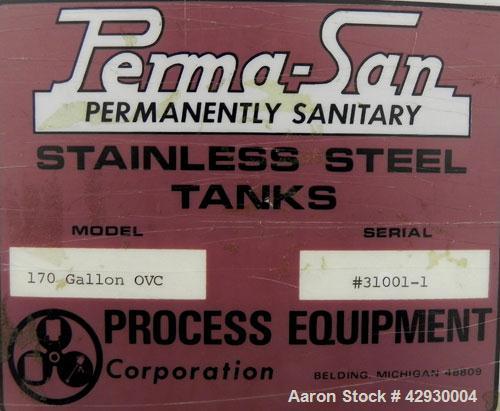 Perma-San
PERMANENTLY SANITARY
STAINLESS STEEL
TANKS
MODEL SERIAL
170 Gallon OVC #31001-1
PROCESS EQUIPMENT
Corporation BELDING, MICHIGAN 48809
Aaron Stock # 42930004